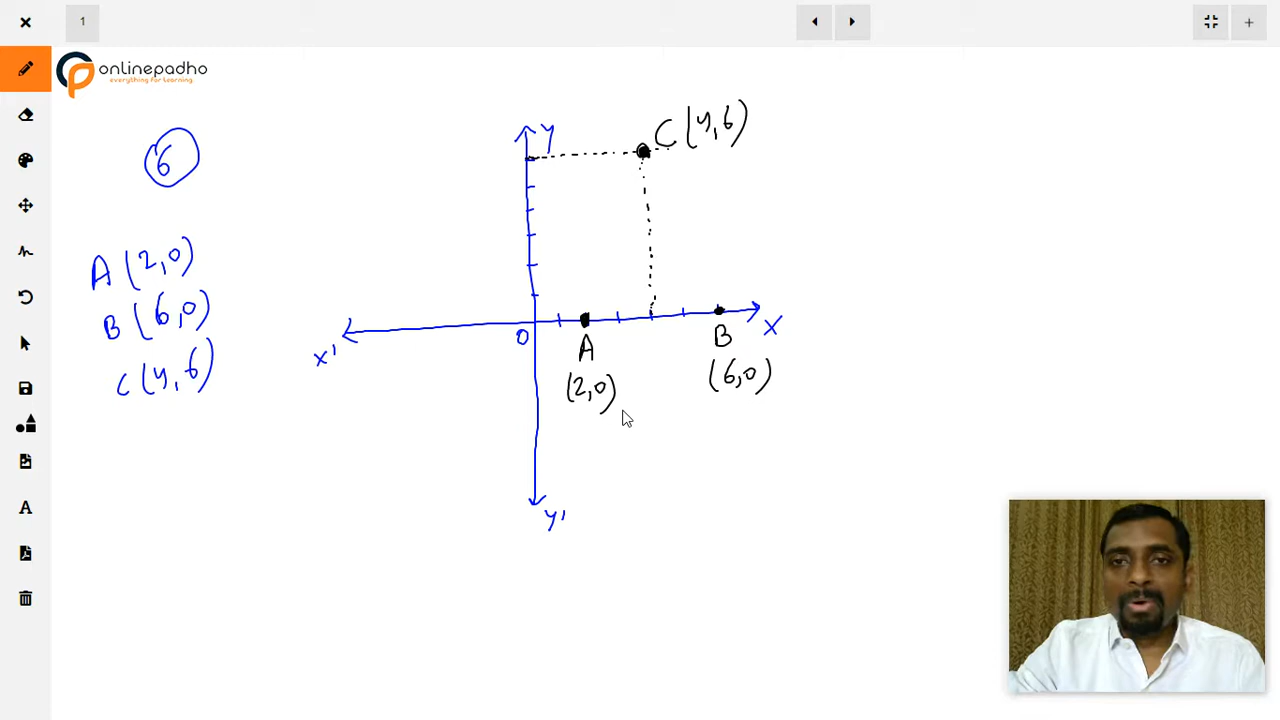 1
onlinepadho
everything for learning
6
A (2,0)
B (6,0)
C (4,6)
Y
C (4,6)
X'
O
A
(2,0)
B
(6,0)
X
Y'
A